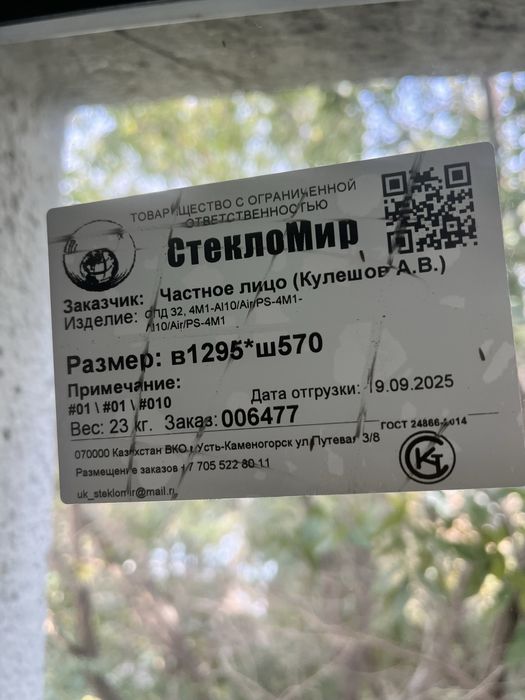 ТОВАРИЩЕСТВО С ОГРАНИЧЕННОЙ
ОТВЕТСТВЕННОСТЬЮ
СтеклоМир
Заказчик: Частное лицо (Кулешов А.В.)
Изделие: СПД 32, 4М1-Al10/Air/PS-4М1-
Al10/Air/PS-4М1
Размер: в1295*ш570
Примечание:
#01 \ #01 \ #010
Дата отгрузки: 19.09.2025
Вес: 23 кг. Заказ: 006477
ГОСТ 24866-2014
070000 Казахстан ВКО г Усть-Каменогорск ул Путевая 3/8
Размещение заказов +7 705 522 80 11
uk_steklomir@mail.ru